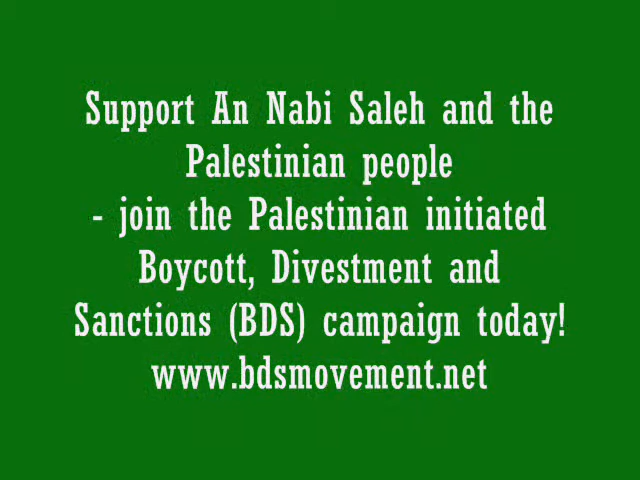 Support An Nabi Saleh and the
Palestinian people
- join the Palestinian initiated
Boycott, Divestment and
Sanctions (BDS) campaign today!
www.bdsmovement.net